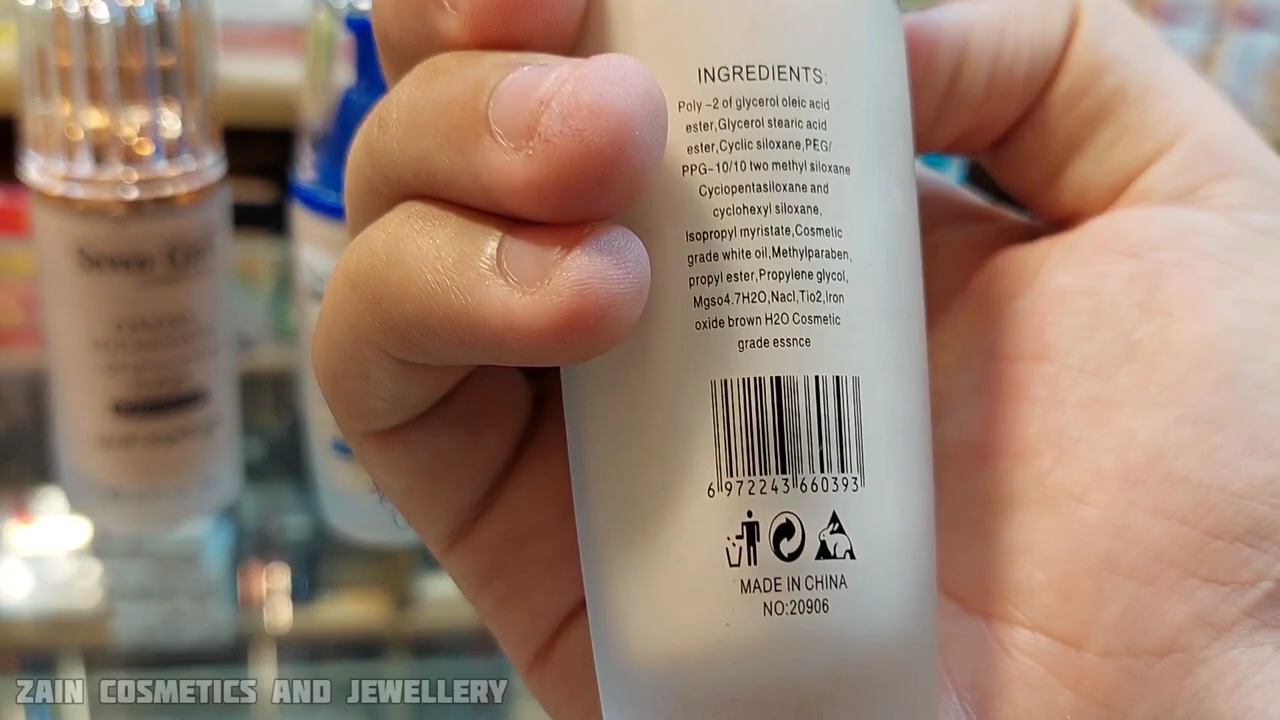 INGREDIENTS:
Poly -2 of glycerol oleic acid
ester,Glycerol stearic acid
ester,Cyclic siloxane,PEG/
PPG-10/10 two methyl siloxane
Cyciopentasiloxane and
cyclohexyl siloxane,
Isopropyl myristate,Cosmetic
grade white oil,Methylparaben,
propyl ester,Propylene glycol,
Mgso4.7H2O,Nacl,Tio2,Iron
oxide brown H2O Cosmetic
grade essnce
6 972243 660393
MADE IN CHINA
NO:20906
ZAIN COSMETICS AND JEWELLERY